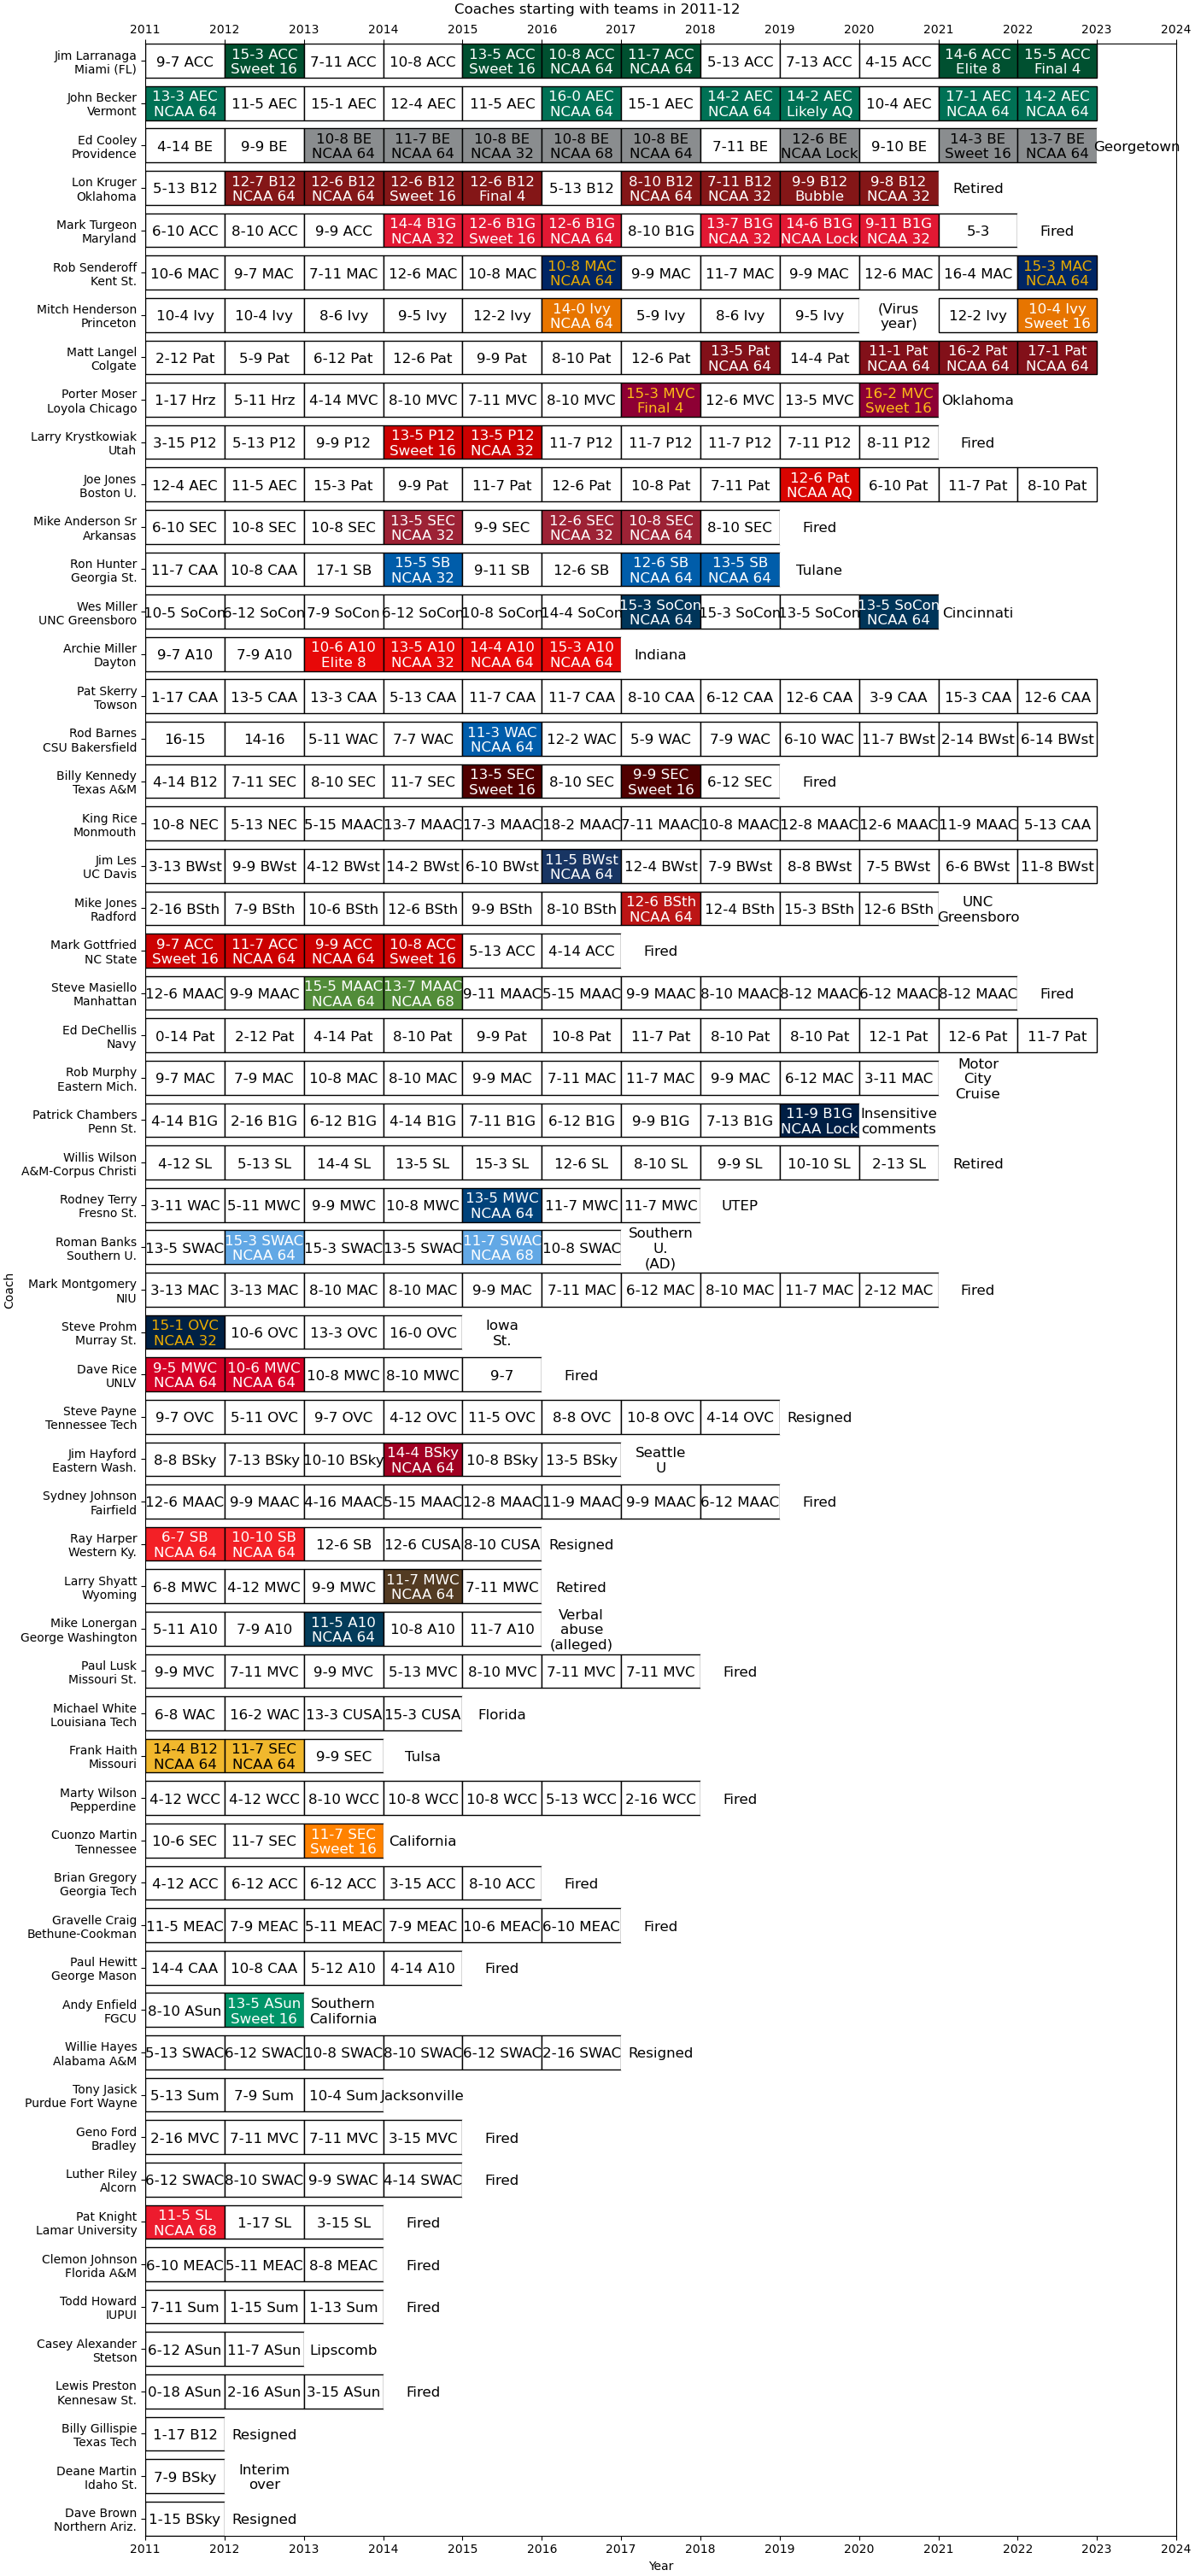 Coaches starting with teams in 2011-12
2011 2012 2013 2014 2015 2016 2017 2018 2019 2020 2021 2022 2023 2024
Jim Larranaga
Miami (FL)
9-7 ACC
15-3 ACC
Sweet 16
7-11 ACC
10-8 ACC
13-5 ACC
Sweet 16
10-8 ACC
NCAA 64
11-7 ACC
NCAA 64
5-13 ACC
7-13 ACC
4-15 ACC
14-6 ACC
Elite 8
15-5 ACC
Final 4
John Becker
Vermont
13-3 AEC
NCAA 64
11-5 AEC
15-1 AEC
12-4 AEC
11-5 AEC
16-0 AEC
NCAA 64
15-1 AEC
14-2 AEC
NCAA 64
14-2 AEC
Likely AQ
10-4 AEC
17-1 AEC
NCAA 64
14-2 AEC
NCAA 64
Ed Cooley
Providence
4-14 BE
9-9 BE
10-8 BE
NCAA 64
11-7 BE
NCAA 64
10-8 BE
NCAA 32
10-8 BE
NCAA 68
10-8 BE
NCAA 64
7-11 BE
12-6 BE
NCAA Lock
9-10 BE
14-3 BE
Sweet 16
13-7 BE
NCAA 64
Georgetown
Lon Kruger
Oklahoma
5-13 B12
12-7 B12
NCAA 64
12-6 B12
NCAA 64
12-6 B12
Sweet 16
12-6 B12
Final 4
5-13 B12
8-10 B12
NCAA 64
7-11 B12
NCAA 32
9-9 B12
Bubble
9-8 B12
NCAA 32
Retired
Mark Turgeon
Maryland
6-10 ACC
8-10 ACC
9-9 ACC
14-4 B1G
NCAA 32
12-6 B1G
Sweet 16
12-6 B1G
NCAA 64
8-10 B1G
13-7 B1G
NCAA 32
14-6 B1G
NCAA Lock
9-11 B1G
NCAA 32
5-3
Fired
Rob Senderoff
Kent St.
10-6 MAC
9-7 MAC
7-11 MAC
12-6 MAC
10-8 MAC
10-8 MAC
NCAA 64
9-9 MAC
11-7 MAC
9-9 MAC
12-6 MAC
16-4 MAC
15-3 MAC
NCAA 64
Mitch Henderson
Princeton
10-4 Ivy
10-4 Ivy
8-6 Ivy
9-5 Ivy
12-2 Ivy
14-0 Ivy
NCAA 64
5-9 Ivy
8-6 Ivy
9-5 Ivy
(Virus
year)
12-2 Ivy
10-4 Ivy
Sweet 16
Matt Langel
Colgate
2-12 Pat
5-9 Pat
6-12 Pat
12-6 Pat
9-9 Pat
8-10 Pat
12-6 Pat
13-5 Pat
NCAA 64
14-4 Pat
11-1 Pat
NCAA 64
16-2 Pat
NCAA 64
17-1 Pat
NCAA 64
Porter Moser
Loyola Chicago
1-17 Hrz
5-11 Hrz
4-14 MVC
8-10 MVC
7-11 MVC
8-10 MVC
15-3 MVC
Final 4
12-6 MVC
13-5 MVC
16-2 MVC
Sweet 16
Oklahoma
Larry Krystkowiak
Utah
3-15 P12
5-13 P12
9-9 P12
13-5 P12
Sweet 16
13-5 P12
NCAA 32
11-7 P12
11-7 P12
11-7 P12
7-11 P12
8-11 P12
Fired
Joe Jones
Boston U.
12-4 AEC
11-5 AEC
15-3 Pat
9-9 Pat
11-7 Pat
12-6 Pat
10-8 Pat
7-11 Pat
12-6 Pat
NCAA AQ
6-10 Pat
11-7 Pat
8-10 Pat
Mike Anderson Sr
Arkansas
6-10 SEC
10-8 SEC
10-8 SEC
13-5 SEC
NCAA 32
9-9 SEC
12-6 SEC
NCAA 32
10-8 SEC
NCAA 64
8-10 SEC
Fired
Ron Hunter
Georgia St.
11-7 CAA
10-8 CAA
17-1 SB
15-5 SB
NCAA 32
9-11 SB
12-6 SB
12-6 SB
NCAA 64
13-5 SB
NCAA 64
Tulane
Wes Miller
UNC Greensboro
10-5 SoCon
6-12 SoCon
7-9 SoCon
6-12 SoCon
10-8 SoCon
14-4 SoCon
15-3 SoCon
NCAA 64
15-3 SoCon
13-5 SoCon
13-5 SoCon
NCAA 64
Cincinnati
Archie Miller
Dayton
9-7 A10
7-9 A10
10-6 A10
Elite 8
13-5 A10
NCAA 32
14-4 A10
NCAA 64
15-3 A10
NCAA 64
Indiana
Pat Skerry
Towson
1-17 CAA
13-5 CAA
13-3 CAA
5-13 CAA
11-7 CAA
11-7 CAA
8-10 CAA
6-12 CAA
12-6 CAA
3-9 CAA
15-3 CAA
12-6 CAA
Rod Barnes
CSU Bakersfield
16-15
14-16
5-11 WAC
7-7 WAC
11-3 WAC
NCAA 64
12-2 WAC
5-9 WAC
7-9 WAC
6-10 WAC
11-7 BWst
2-14 BWst
6-14 BWst
Billy Kennedy
Texas A&M
4-14 B12
7-11 SEC
8-10 SEC
11-7 SEC
13-5 SEC
Sweet 16
8-10 SEC
9-9 SEC
Sweet 16
6-12 SEC
Fired
King Rice
Monmouth
10-8 NEC
5-13 NEC
5-15 MAAC
13-7 MAAC
17-3 MAAC
18-2 MAAC
7-11 MAAC
10-8 MAAC
12-8 MAAC
12-6 MAAC
11-9 MAAC
5-13 CAA
Jim Les
UC Davis
3-13 BWst
9-9 BWst
4-12 BWst
14-2 BWst
6-10 BWst
11-5 BWst
NCAA 64
12-4 BWst
7-9 BWst
8-8 BWst
7-5 BWst
6-6 BWst
11-8 BWst
Mike Jones
Radford
2-16 BSth
7-9 BSth
10-6 BSth
12-6 BSth
9-9 BSth
8-10 BSth
12-6 BSth
NCAA 64
12-4 BSth
15-3 BSth
12-6 BSth
UNC
Greensboro
Mark Gottfried
NC State
9-7 ACC
Sweet 16
11-7 ACC
NCAA 64
9-9 ACC
NCAA 64
10-8 ACC
Sweet 16
5-13 ACC
4-14 ACC
Fired
Steve Masiello
Manhattan
12-6 MAAC
9-9 MAAC
15-5 MAAC
NCAA 64
13-7 MAAC
NCAA 68
9-11 MAAC
5-15 MAAC
9-9 MAAC
8-10 MAAC
8-12 MAAC
6-12 MAAC
8-12 MAAC
Fired
Ed DeChellis
Navy
0-14 Pat
2-12 Pat
4-14 Pat
8-10 Pat
9-9 Pat
10-8 Pat
11-7 Pat
8-10 Pat
8-10 Pat
12-1 Pat
12-6 Pat
11-7 Pat
Rob Murphy
Eastern Mich.
9-7 MAC
7-9 MAC
10-8 MAC
8-10 MAC
9-9 MAC
7-11 MAC
11-7 MAC
9-9 MAC
6-12 MAC
3-11 MAC
Motor
City
Cruise
Patrick Chambers
Penn St.
4-14 B1G
2-16 B1G
6-12 B1G
4-14 B1G
7-11 B1G
6-12 B1G
9-9 B1G
7-13 B1G
11-9 B1G
NCAA Lock
Insensitive
comments
Willis Wilson
A&M-Corpus Christi
4-12 SL
5-13 SL
14-4 SL
13-5 SL
15-3 SL
12-6 SL
8-10 SL
9-9 SL
10-10 SL
2-13 SL
Retired
Rodney Terry
Fresno St.
3-11 WAC
5-11 MWC
9-9 MWC
10-8 MWC
13-5 MWC
NCAA 64
11-7 MWC
11-7 MWC
UTEP
Roman Banks
Southern U.
13-5 SWAC
15-3 SWAC
NCAA 64
15-3 SWAC
13-5 SWAC
11-7 SWAC
NCAA 68
10-8 SWAC
Southern
U.
(AD)
Mark Montgomery
NIU
3-13 MAC
3-13 MAC
8-10 MAC
8-10 MAC
9-9 MAC
7-11 MAC
6-12 MAC
8-10 MAC
11-7 MAC
2-12 MAC
Fired
Coach
Steve Prohm
Murray St.
15-1 OVC
NCAA 32
10-6 OVC
13-3 OVC
16-0 OVC
Iowa
St.
Dave Rice
UNLV
9-5 MWC
NCAA 64
10-6 MWC
NCAA 64
10-8 MWC
8-10 MWC
9-7
Fired
Steve Payne
Tennessee Tech
9-7 OVC
5-11 OVC
9-7 OVC
4-12 OVC
11-5 OVC
8-8 OVC
10-8 OVC
4-14 OVC
Resigned
Jim Hayford
Eastern Wash.
8-8 BSky
7-13 BSky
10-10 BSky
14-4 BSky
NCAA 64
10-8 BSky
13-5 BSky
Seattle
U
Sydney Johnson
Fairfield
12-6 MAAC
9-9 MAAC
4-16 MAAC
5-15 MAAC
12-8 MAAC
11-9 MAAC
9-9 MAAC
6-12 MAAC
Fired
Ray Harper
Western Ky.
6-7 SB
NCAA 64
10-10 SB
NCAA 64
12-6 SB
12-6 CUSA
8-10 CUSA
Resigned
Larry Shyatt
Wyoming
6-8 MWC
4-12 MWC
9-9 MWC
11-7 MWC
NCAA 64
7-11 MWC
Retired
Mike Lonergan
George Washington
5-11 A10
7-9 A10
11-5 A10
NCAA 64
10-8 A10
11-7 A10
Verbal
abuse
(alleged)
Paul Lusk
Missouri St.
9-9 MVC
7-11 MVC
9-9 MVC
5-13 MVC
8-10 MVC
7-11 MVC
7-11 MVC
Fired
Michael White
Louisiana Tech
6-8 WAC
16-2 WAC
13-3 CUSA
15-3 CUSA
Florida
Frank Haith
Missouri
14-4 B12
NCAA 64
11-7 SEC
NCAA 64
9-9 SEC
Tulsa
Marty Wilson
Pepperdine
4-12 WCC
4-12 WCC
8-10 WCC
10-8 WCC
10-8 WCC
5-13 WCC
2-16 WCC
Fired
Cuonzo Martin
Tennessee
10-6 SEC
11-7 SEC
11-7 SEC
Sweet 16
California
Brian Gregory
Georgia Tech
4-12 ACC
6-12 ACC
6-12 ACC
3-15 ACC
8-10 ACC
Fired
Gravelle Craig
Bethune-Cookman
11-5 MEAC
7-9 MEAC
5-11 MEAC
7-9 MEAC
10-6 MEAC
6-10 MEAC
Fired
Paul Hewitt
George Mason
14-4 CAA
10-8 CAA
5-12 A10
4-14 A10
Fired
Andy Enfield
FGCU
8-10 ASun
13-5 ASun
Sweet 16
Southern
California
Willie Hayes
Alabama A&M
5-13 SWAC
6-12 SWAC
10-8 SWAC
8-10 SWAC
6-12 SWAC
2-16 SWAC
Resigned
Tony Jasick
Purdue Fort Wayne
5-13 Sum
7-9 Sum
10-4 Sum
Jacksonville
Geno Ford
Bradley
2-16 MVC
7-11 MVC
7-11 MVC
3-15 MVC
Fired
Luther Riley
Alcorn
6-12 SWAC
8-10 SWAC
9-9 SWAC
4-14 SWAC
Fired
Pat Knight
Lamar University
11-5 SL
NCAA 68
1-17 SL
3-15 SL
Fired
Clemon Johnson
Florida A&M
6-10 MEAC
5-11 MEAC
8-8 MEAC
Fired
Todd Howard
IUPUI
7-11 Sum
1-15 Sum
1-13 Sum
Fired
Casey Alexander
Stetson
6-12 ASun
11-7 ASun
Lipscomb
Lewis Preston
Kennesaw St.
0-18 ASun
2-16 ASun
3-15 ASun
Fired
Billy Gillispie
Texas Tech
1-17 B12
Resigned
Deane Martin
Idaho St.
7-9 BSky
Interim
over
Dave Brown
Northern Ariz.
1-15 BSky
Resigned
2011 2012 2013 2014 2015 2016 2017 2018 2019 2020 2021 2022 2023 2024
Year